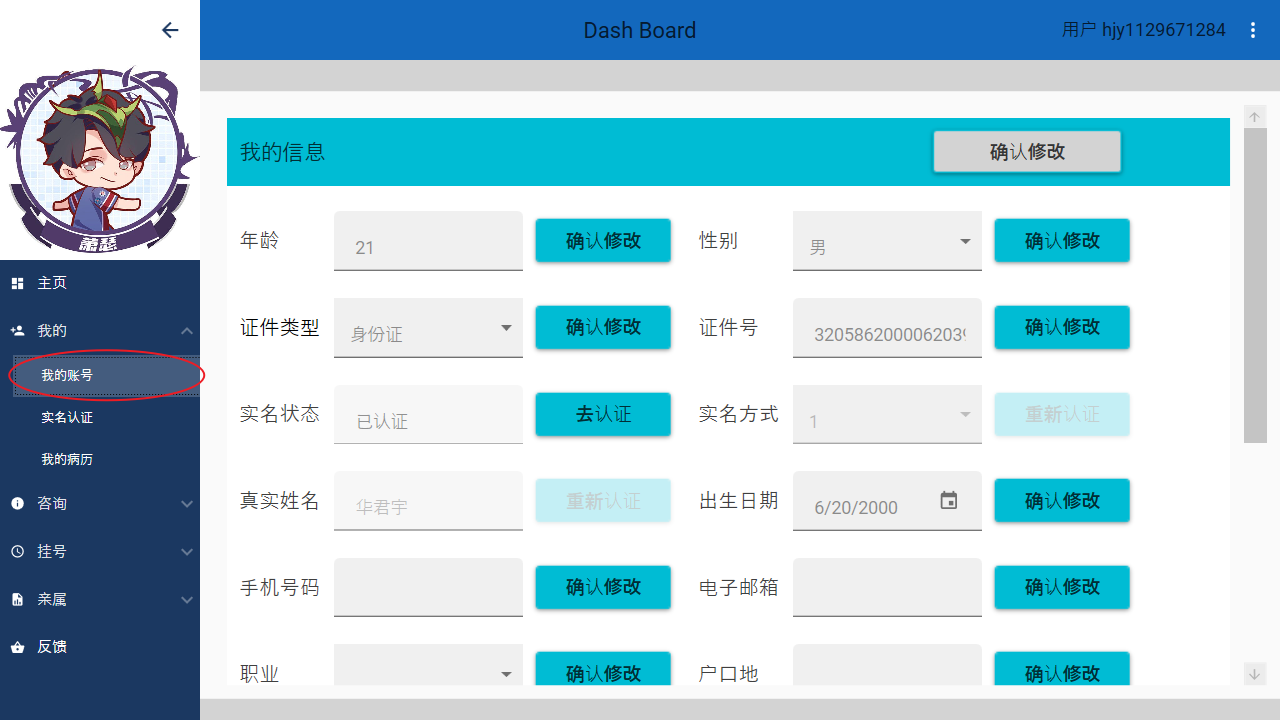 Dash Board
用户 hjy1129671284
萧瑟
主页
我的
我的账号
实名认证
我的病历
咨询
挂号
亲属
反馈
我的信息
确认修改
年龄
21
确认修改
性别
男
确认修改
证件类型
身份证
确认修改
证件号
3205862000062039
确认修改
实名状态
已认证
去认证
实名方式
1
重新认证
真实姓名
华君宇
重新认证
出生日期
6/20/2000
确认修改
手机号码
确认修改
电子邮箱
确认修改
职业
确认修改
户口地
确认修改